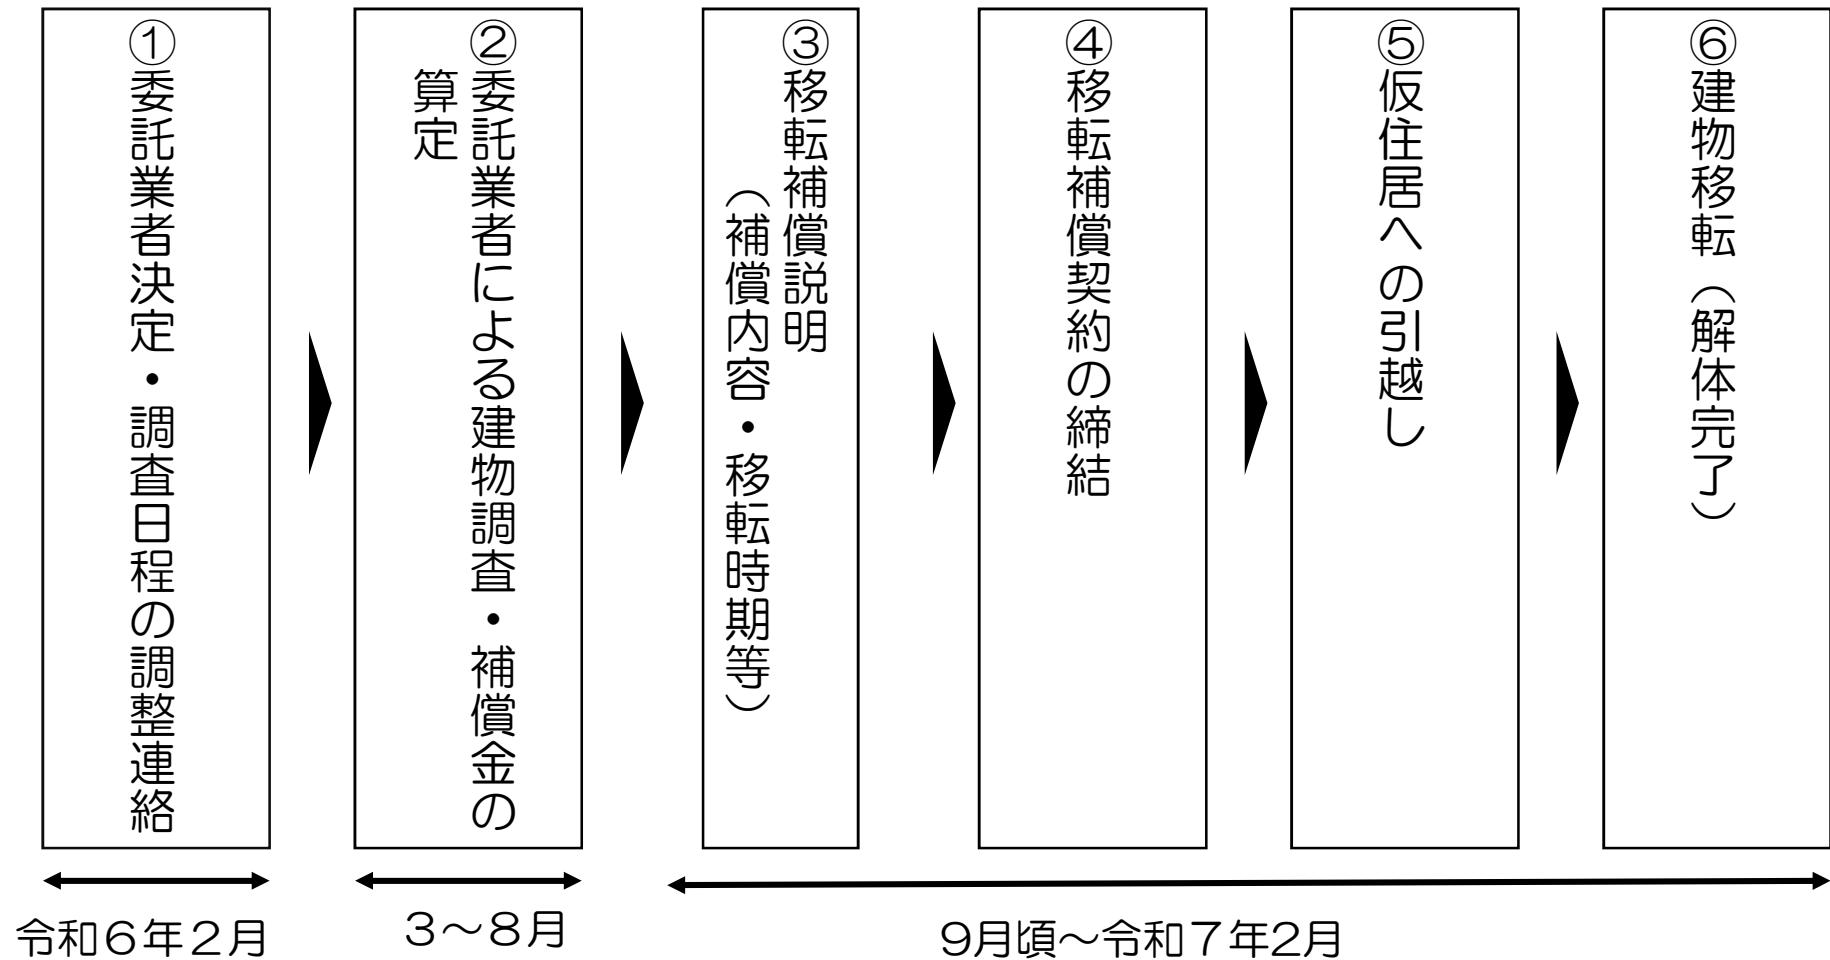 ①委託業者決定・調査日程の調整連絡
②委託業者による建物調査・補償金の
算定
③移転補償説明
（補償内容・移転時期等）
④移転補償契約の締結
⑤仮住居への引越し
⑥建物移転（解体完了）
令和６年２月
３～８月
９月頃～令和７年2月